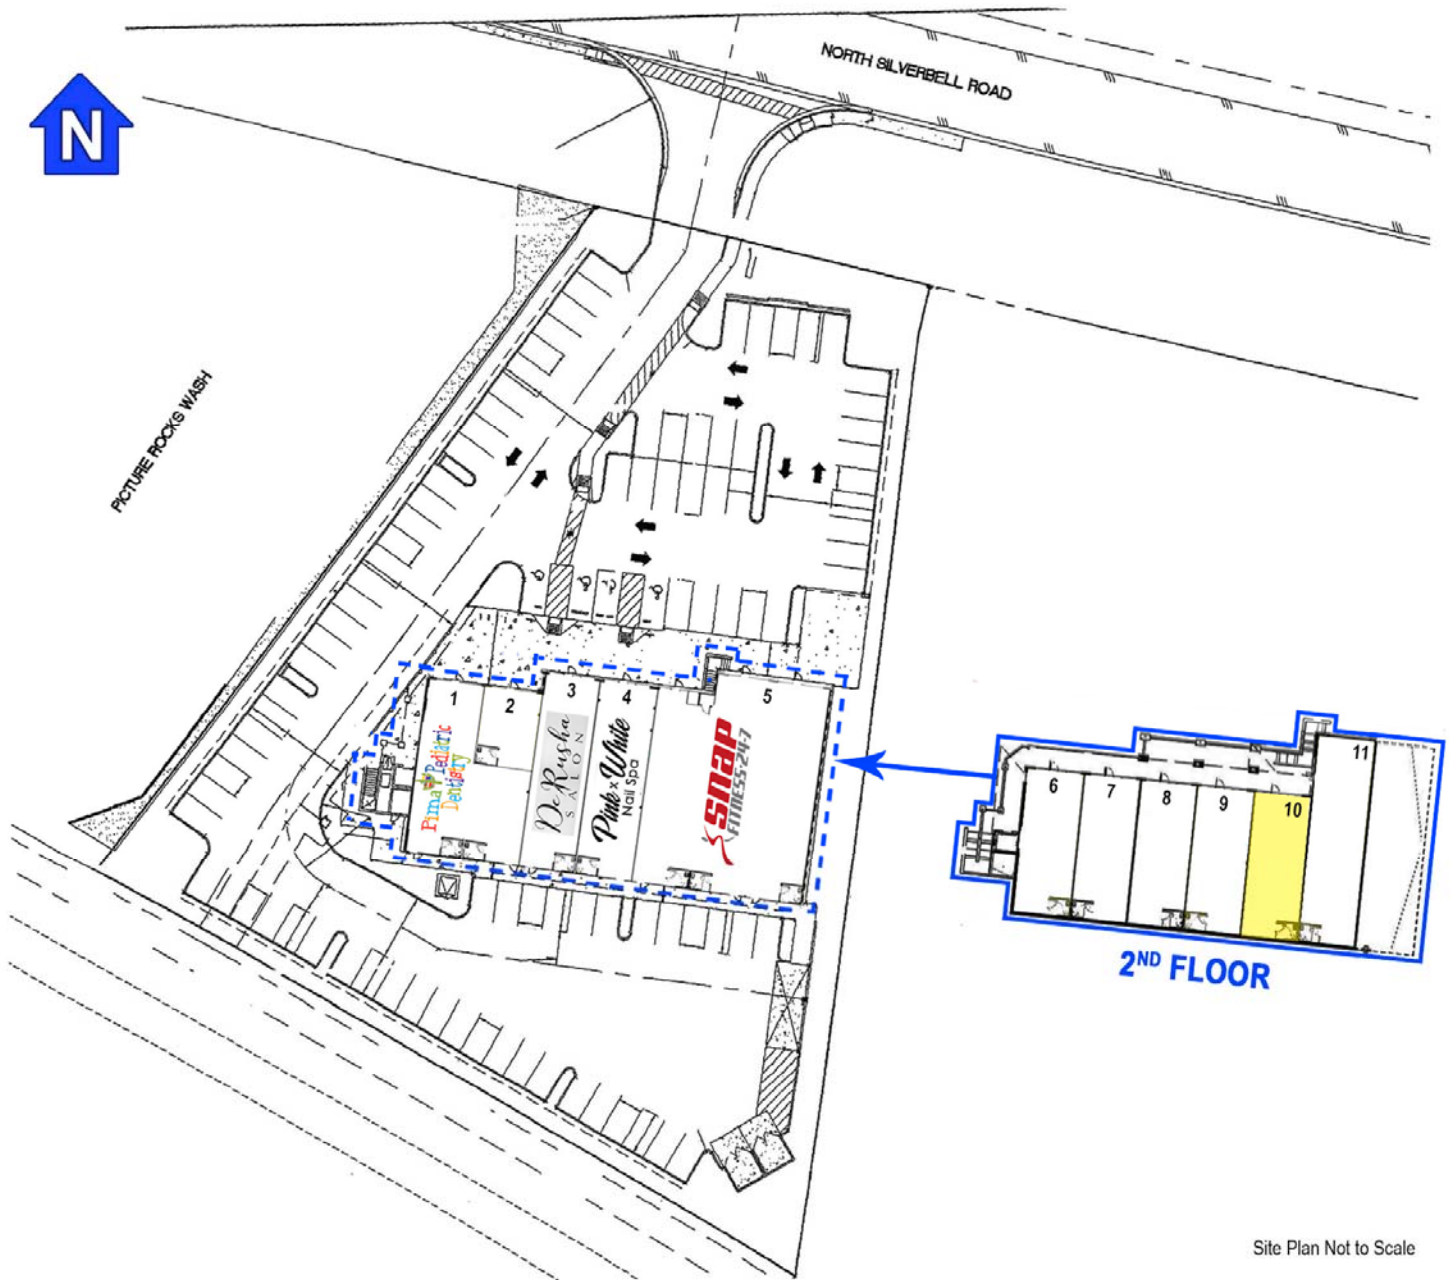 NORTH SILVERBELL ROAD
N
PICTURE ROCKS WASH
1
2
3
4
5
Pima Pediatric
Dentistry
DeRusha
SALON
Pink x White
Nail Spa
SNAP
FITNESS-24-7
6
7
8
9
10
11
2ND FLOOR
Site Plan Not to Scale